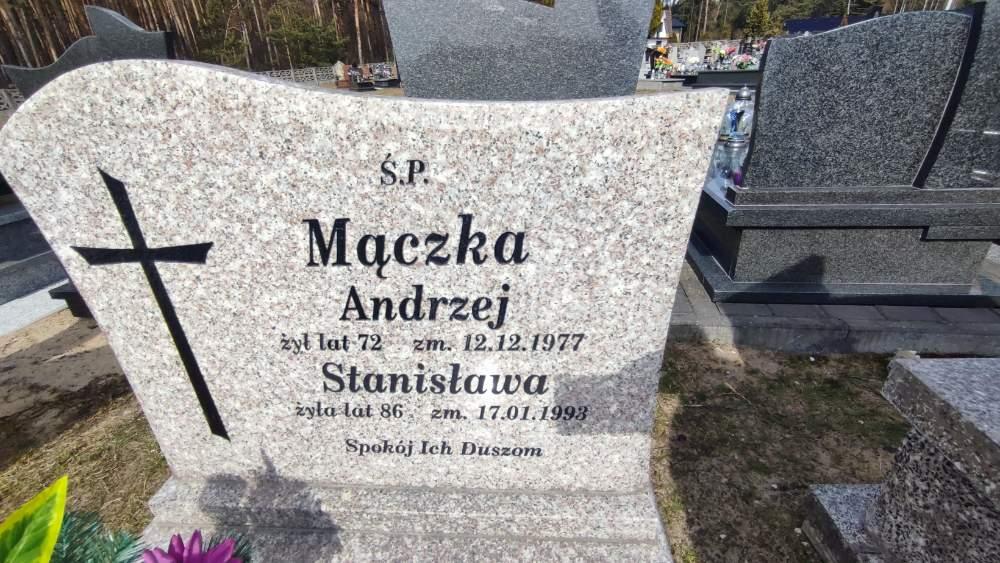 Ś.P.
Mączka
Andrzej
żył lat 72 zm. 12.12.1977
Stanisława
żyła lat 86 zm. 17.01.1993
Spokój Ich Duszom